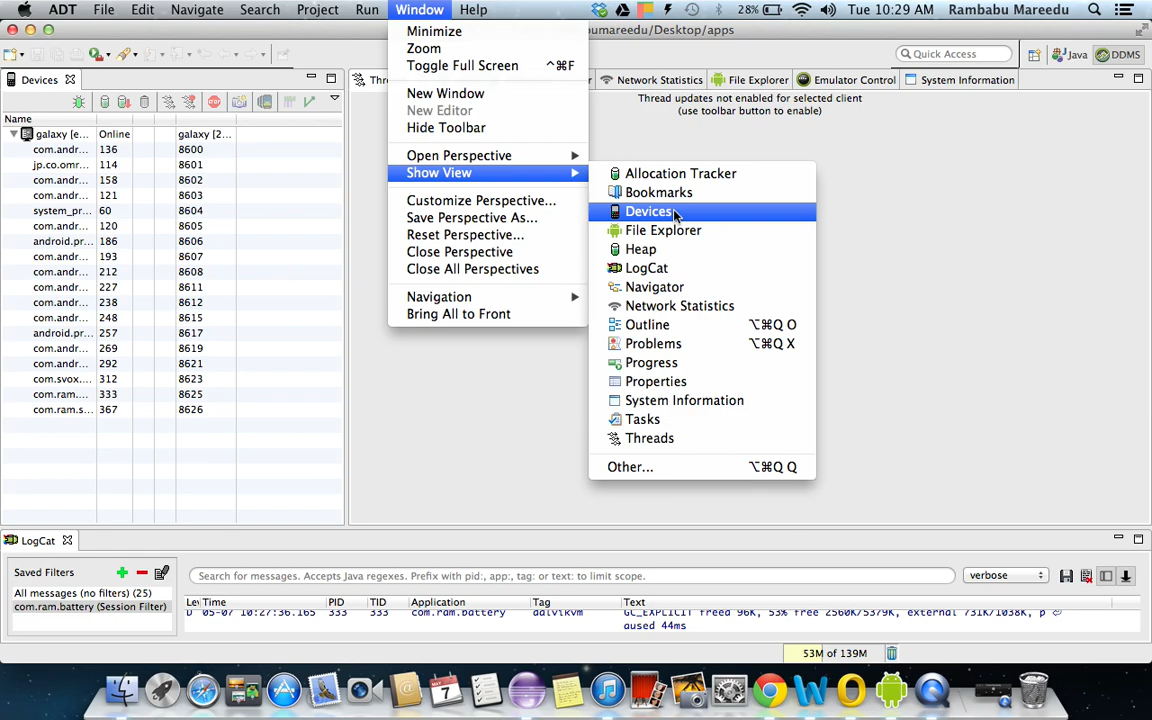 ADT File Edit Navigate Search Project Run Window Help 28% Tue 10:29 AM Rambabu Mareedu
umareedu/Desktop/apps
Quick Access Java DDMS
Devices Network Statistics File Explorer Emulator Control System Information
Thread updates not enabled for selected client
(use toolbar button to enable)
Name
galaxy [e... Online galaxy [2...
com.andr... 136 8600
jp.co.omr... 114 8601
com.andr... 158 8602
com.andr... 121 8603
system_pr... 60 8604
com.andr... 120 8605
android.pr... 186 8606
com.andr... 193 8607
com.andr... 212 8608
com.andr... 227 8611
com.andr... 238 8612
com.andr... 248 8615
android.pr... 257 8617
com.andr... 269 8619
com.andr... 292 8621
com.svox.... 312 8623
com.ram.... 333 8625
com.ram.s... 367 8626
Minimize
Zoom
Toggle Full Screen ^⌘F
New Window
New Editor
Hide Toolbar
Open Perspective
Show View
Customize Perspective...
Save Perspective As...
Reset Perspective...
Close Perspective
Close All Perspectives
Navigation
Bring All to Front
Allocation Tracker
Bookmarks
Devices
File Explorer
Heap
LogCat
Navigator
Network Statistics
Outline ⌥⌘Q O
Problems ⌥⌘Q X
Progress
Properties
System Information
Tasks
Threads
Other... ⌥⌘Q Q
LogCat
Saved Filters
All messages (no filters) (25)
com.ram.battery (Session Filter)
Search for messages. Accepts Java regexes. Prefix with pid:, app:, tag: or text: to limit scope. verbose
Le Time PID TID Application Tag Text
D 05-07 10:27:36.165 333 333 com.ram.battery dalvikvm GC_EXPLICIT freed 96K, 53% free 2560K/5379K, external 731K/1038K, p
aused 44ms
53M of 139M